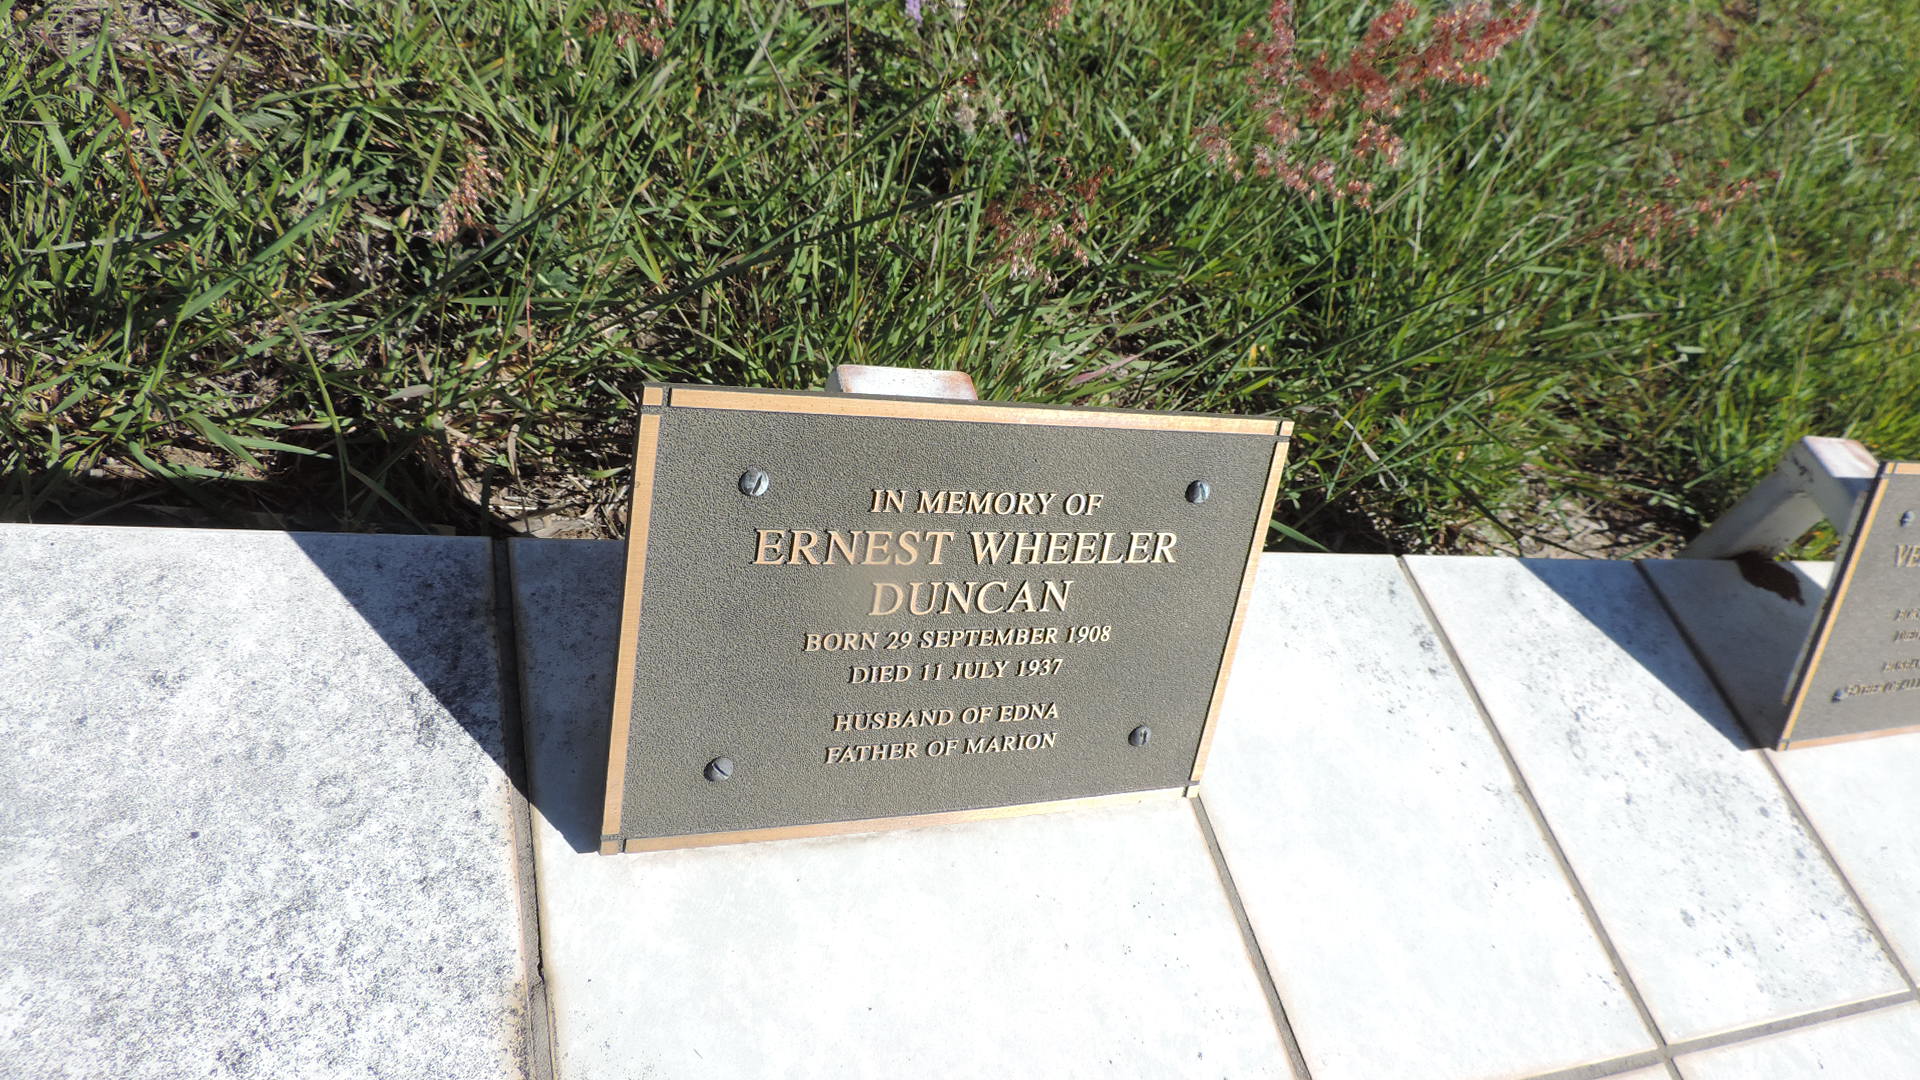 IN MEMORY OF
ERNEST WHEELER
DUNCAN
BORN 29 SEPTEMBER 1908
DIED 11 JULY 1937
HUSBAND OF EDNA
FATHER OF MARION